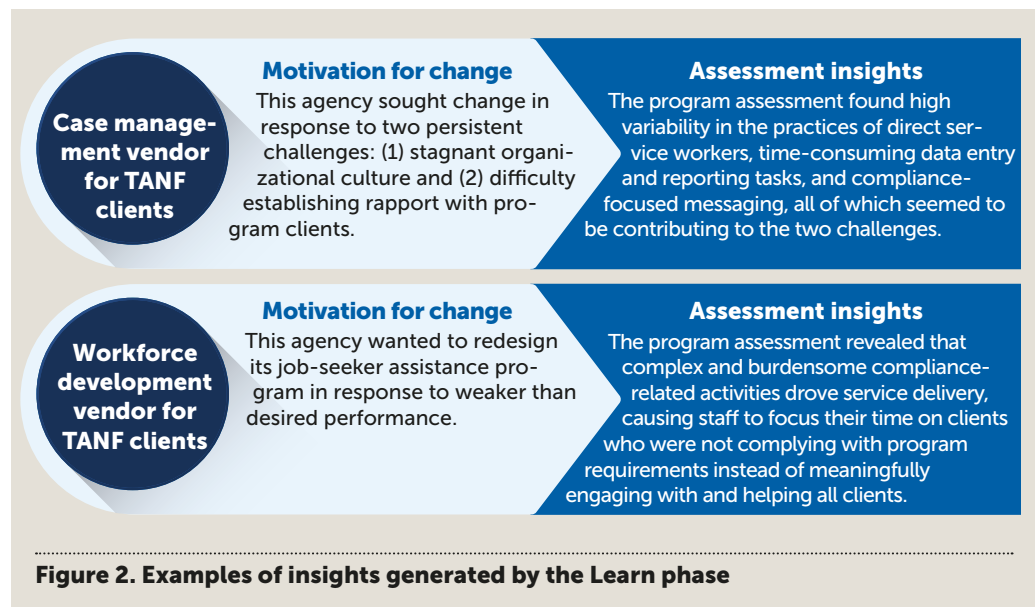 Case manage-
ment vendor
for TANF
clients
Motivation for change
This agency sought change in
response to two persistent
challenges: (1) stagnant organi-
zational culture and (2) difficulty
establishing rapport with pro-
gram clients.
Assessment insights
The program assessment found high
variability in the practices of direct ser-
vice workers, time-consuming data entry
and reporting tasks, and compliance-
focused messaging, all of which seemed to
be contributing to the two challenges.
Workforce
development
vendor for
TANF clients
Motivation for change
This agency wanted to redesign
its job-seeker assistance pro-
gram in response to weaker than
desired performance.
Assessment insights
The program assessment revealed that
complex and burdensome compliance-
related activities drove service delivery,
causing staff to focus their time on clients
who were not complying with program
requirements instead of meaningfully
engaging with and helping all clients.
Figure 2. Examples of insights generated by the Learn phase